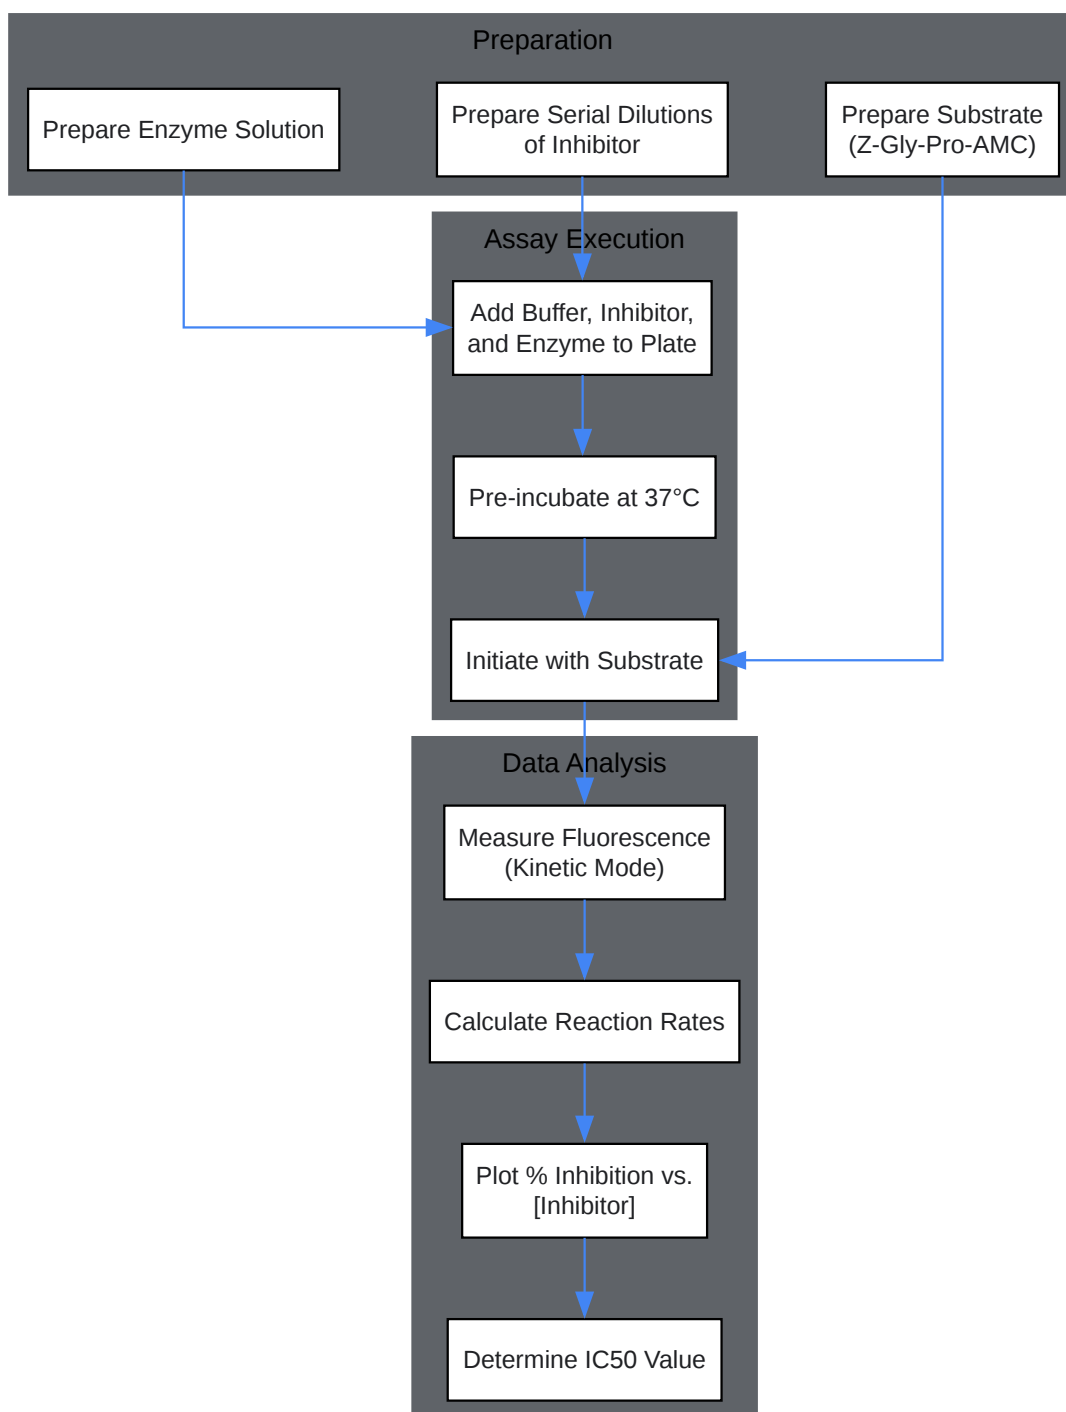 Preparation
Prepare Enzyme Solution
Prepare Serial Dilutions
of Inhibitor
Prepare Substrate
(Z-Gly-Pro-AMC)
Assay Execution
Add Buffer, Inhibitor,
and Enzyme to Plate
Pre-incubate at 37°C
Initiate with Substrate
Data Analysis
Measure Fluorescence
(Kinetic Mode)
Calculate Reaction Rates
Plot % Inhibition vs.
[Inhibitor]
Determine IC50 Value